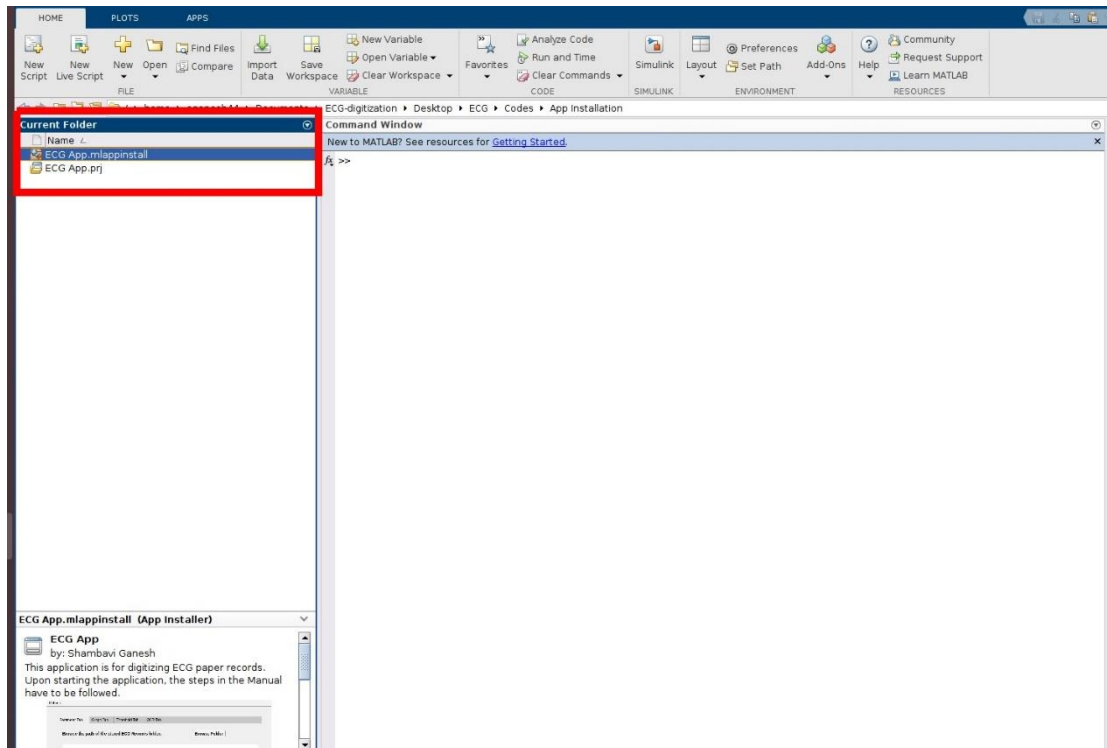 HOME PLOTS APPS
New Script
New Live Script
New
Open
Find Files
Compare
FILE
Import Data
Save Workspace
New Variable
Open Variable
Clear Workspace
VARIABLE
Favorites
Analyze Code
Run and Time
Clear Commands
CODE
Simulink
SIMULINK
Layout
Preferences
Set Path
Add-Ons
ENVIRONMENT
Help
Community
Request Support
Learn MATLAB
RESOURCES
ECG-digitization Desktop ECG Codes App Installation
Current Folder
Name
ECG App.mlappinstall
ECG App.prj
Command Window
New to MATLAB? See resources for Getting Started.
fx >>
ECG App.mlappinstall (App Installer)
ECG App
by: Shambavi Ganesh
This application is for digitizing ECG paper records.
Upon starting the application, the steps in the Manual
have to be followed.